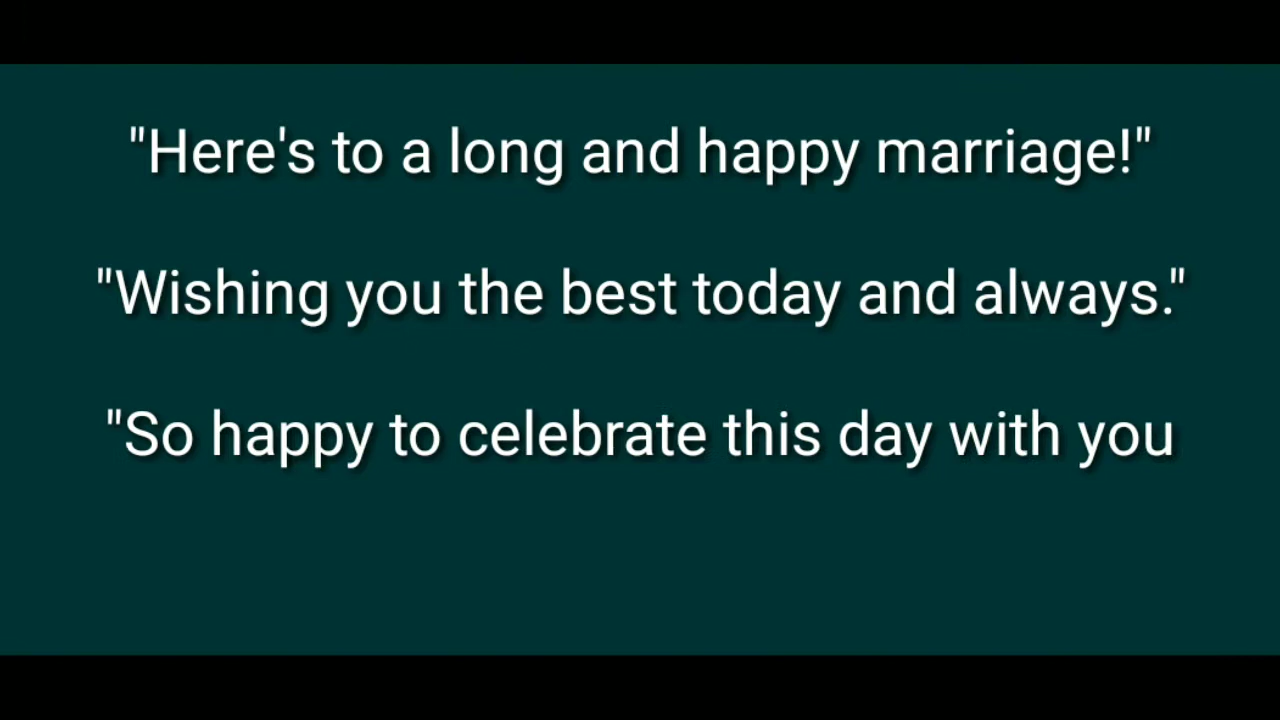 "Here's to a long and happy marriage!"
"Wishing you the best today and always."
"So happy to celebrate this day with you